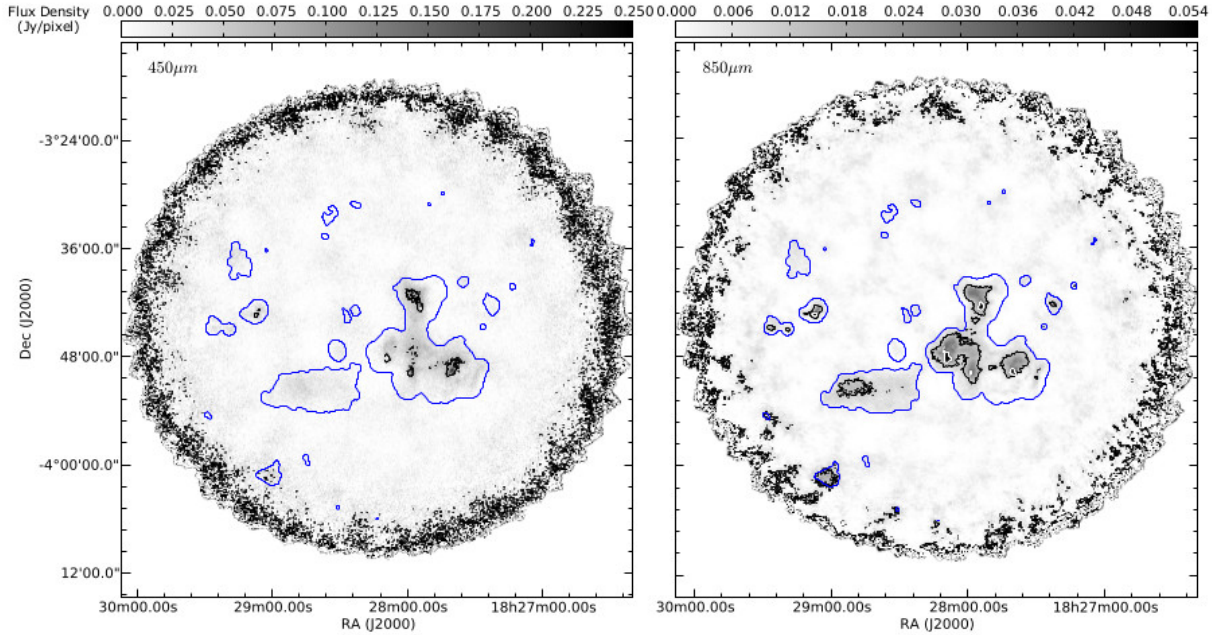 Flux Density
(Jy/pixel)
0.000 0.025 0.050 0.075 0.100 0.125 0.150 0.175 0.200 0.225 0.250
0.000 0.006 0.012 0.018 0.024 0.030 0.036 0.042 0.048 0.054
450μm
850μm
-3°24'00.0"
36'00.0"
48'00.0"
-4°00'00.0"
12'00.0"
Dec (J2000)
30m00.00s 29m00.00s 28m00.00s 18h27m00.00s
30m00.00s 29m00.00s 28m00.00s 18h27m00.00s
RA (J2000)
RA (J2000)